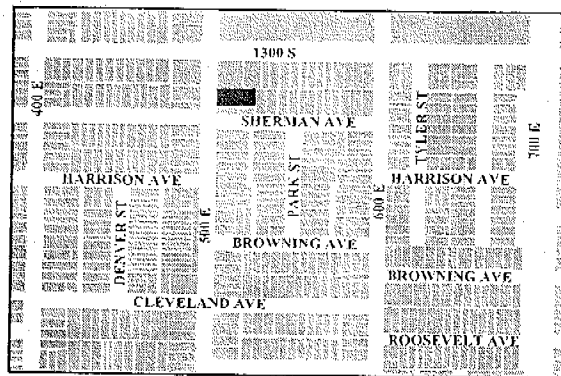 1300 S
400 E
SHERMAN AVE
TYLER ST
700 E
HARRISON AVE
PARK ST
HARRISON AVE
600 E
500 E
DENVER ST
BROWNING AVE
BROWNING AVE
CLEVELAND AVE
ROOSEVELT AVE